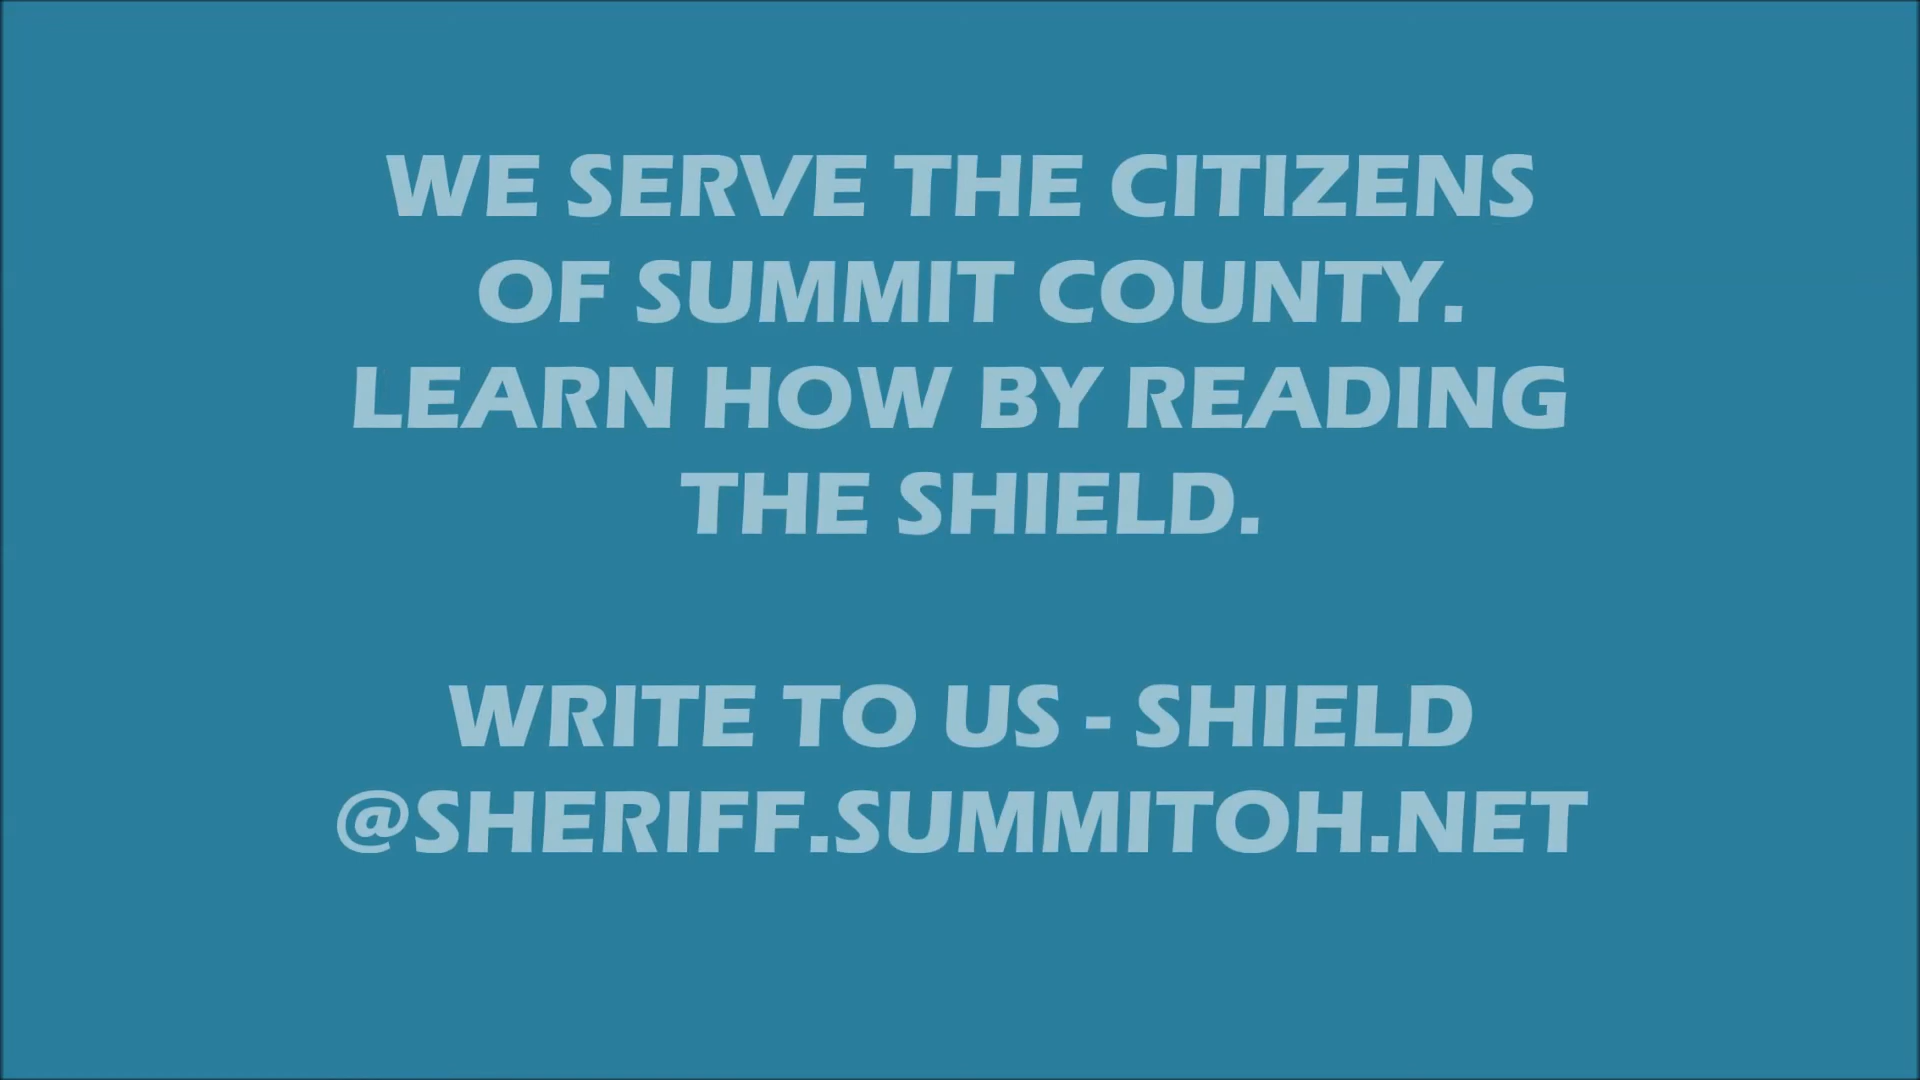 WE SERVE THE CITIZENS
OF SUMMIT COUNTY.
LEARN HOW BY READING
THE SHIELD.
WRITE TO US - SHIELD
@SHERIFF.SUMMITOH.NET